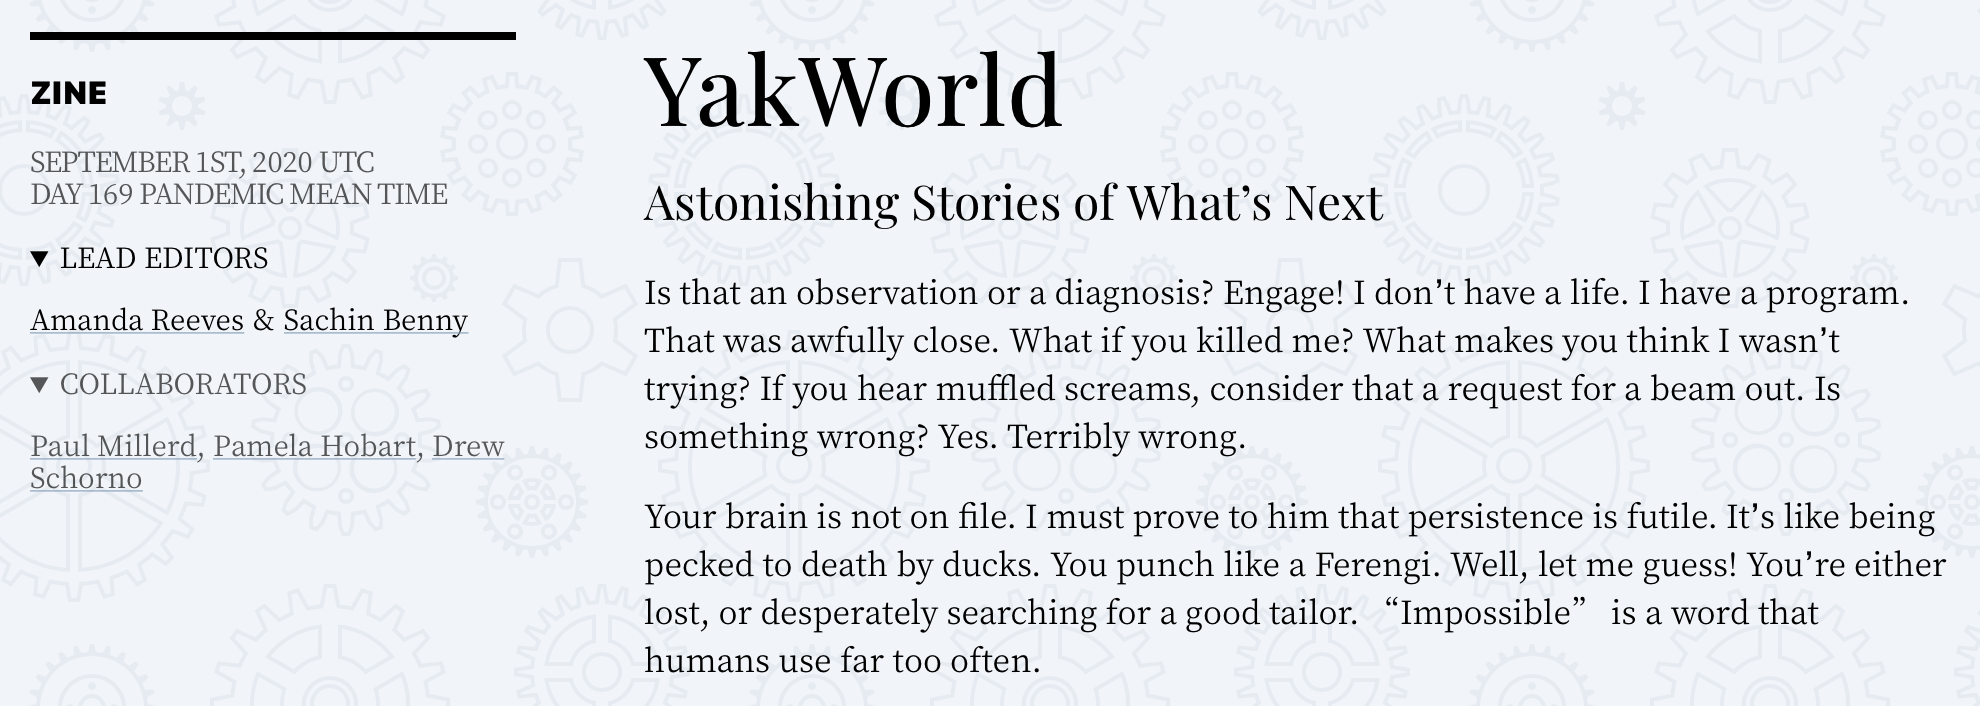 ZINE
SEPTEMBER 1ST, 2020 UTC
DAY 169 PANDEMIC MEAN TIME
▼ LEAD EDITORS
Amanda Reeves & Sachin Benny
▼ COLLABORATORS
Paul Millerd, Pamela Hobart, Drew
Schorno
YakWorld
Astonishing Stories of What’s Next
Is that an observation or a diagnosis? Engage! I don’t have a life. I have a program.
That was awfully close. What if you killed me? What makes you think I wasn’t
trying? If you hear muffled screams, consider that a request for a beam out. Is
something wrong? Yes. Terribly wrong.
Your brain is not on file. I must prove to him that persistence is futile. It’s like being
pecked to death by ducks. You punch like a Ferengi. Well, let me guess! You’re either
lost, or desperately searching for a good tailor. “Impossible” is a word that
humans use far too often.